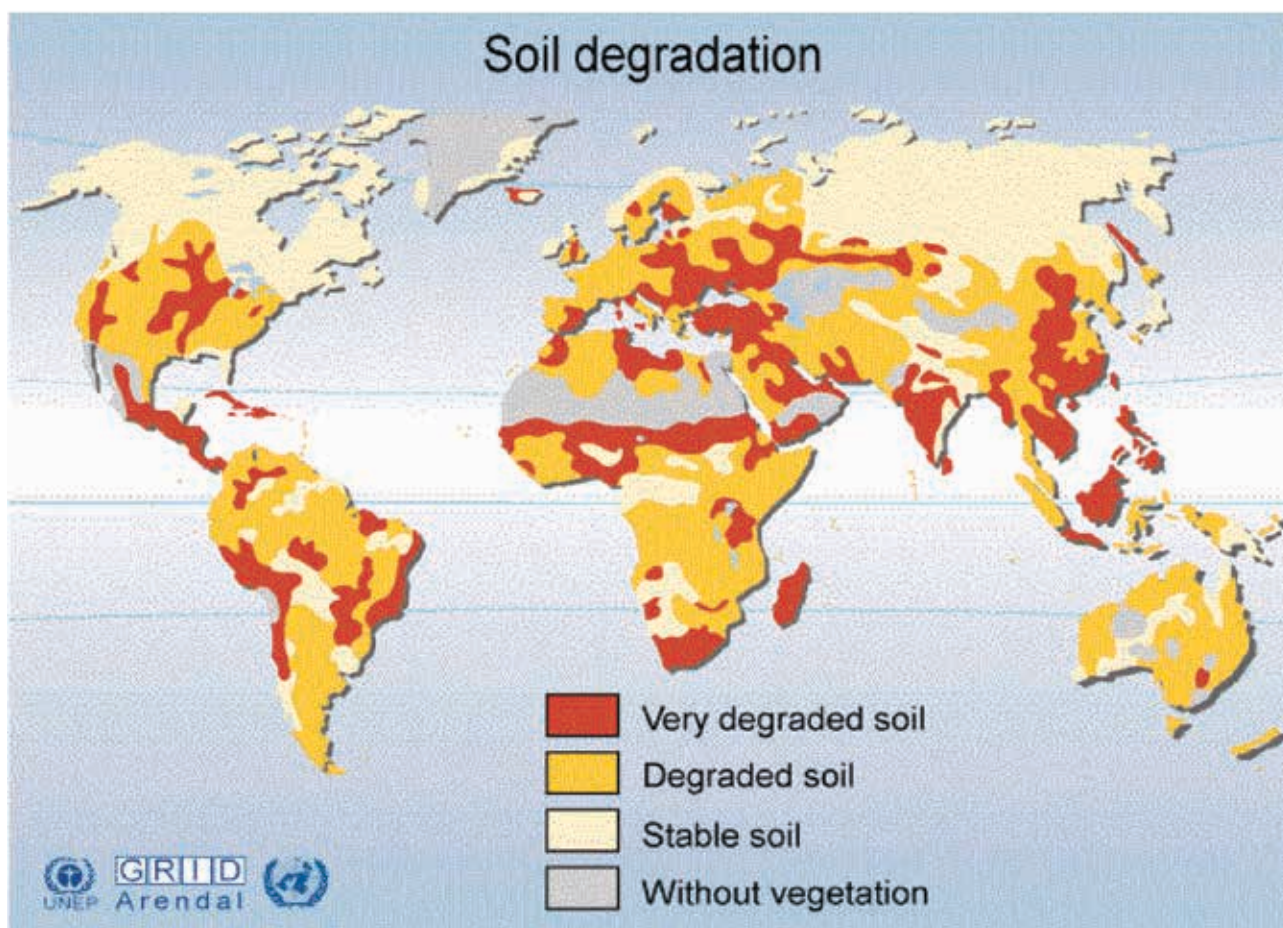 Soil degradation
Very degraded soil
Degraded soil
Stable soil
Without vegetation
UNEP
GRID
Arendal